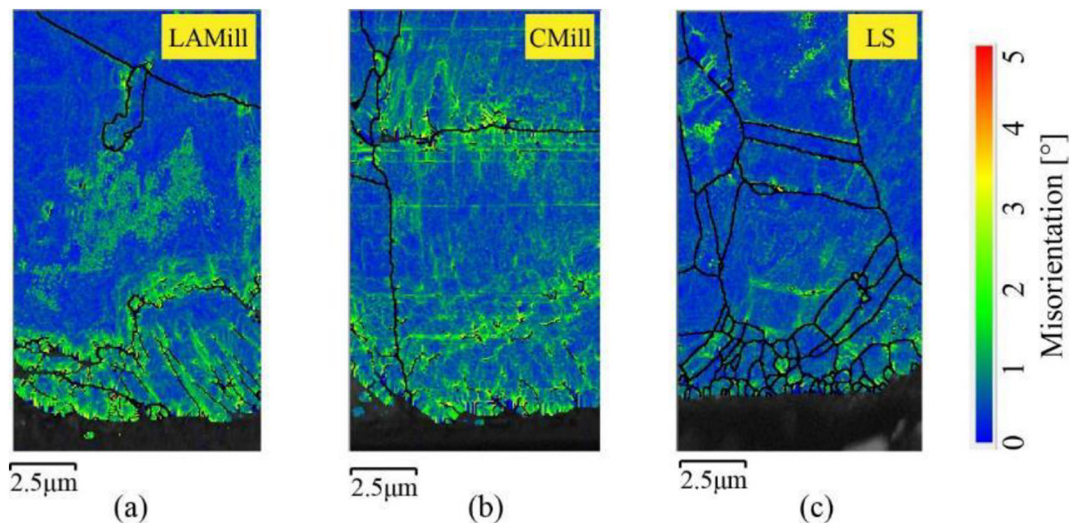 LAMill
CMill
LS
5
4
3
2
1
0
Misorientation [°]
2.5μm
2.5μm
2.5μm
(a)
(b)
(c)